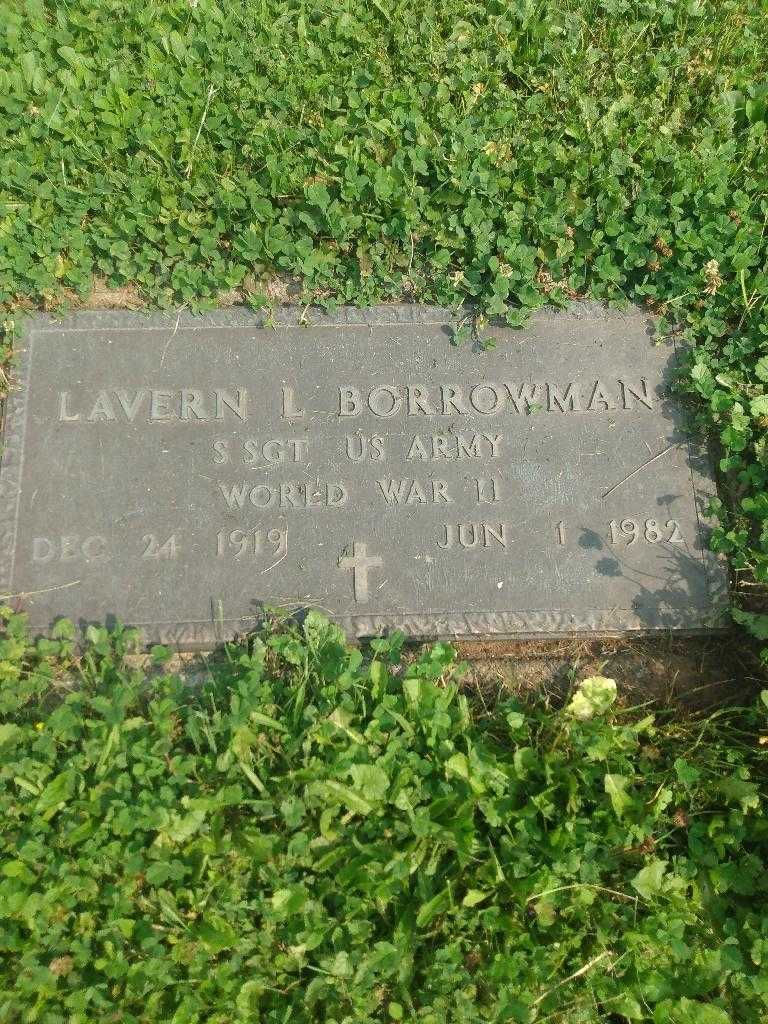 LAVERN L BORROWMAN
S SGT US ARMY
WORLD WAR II
DEC 24 1919 JUN 1 1982